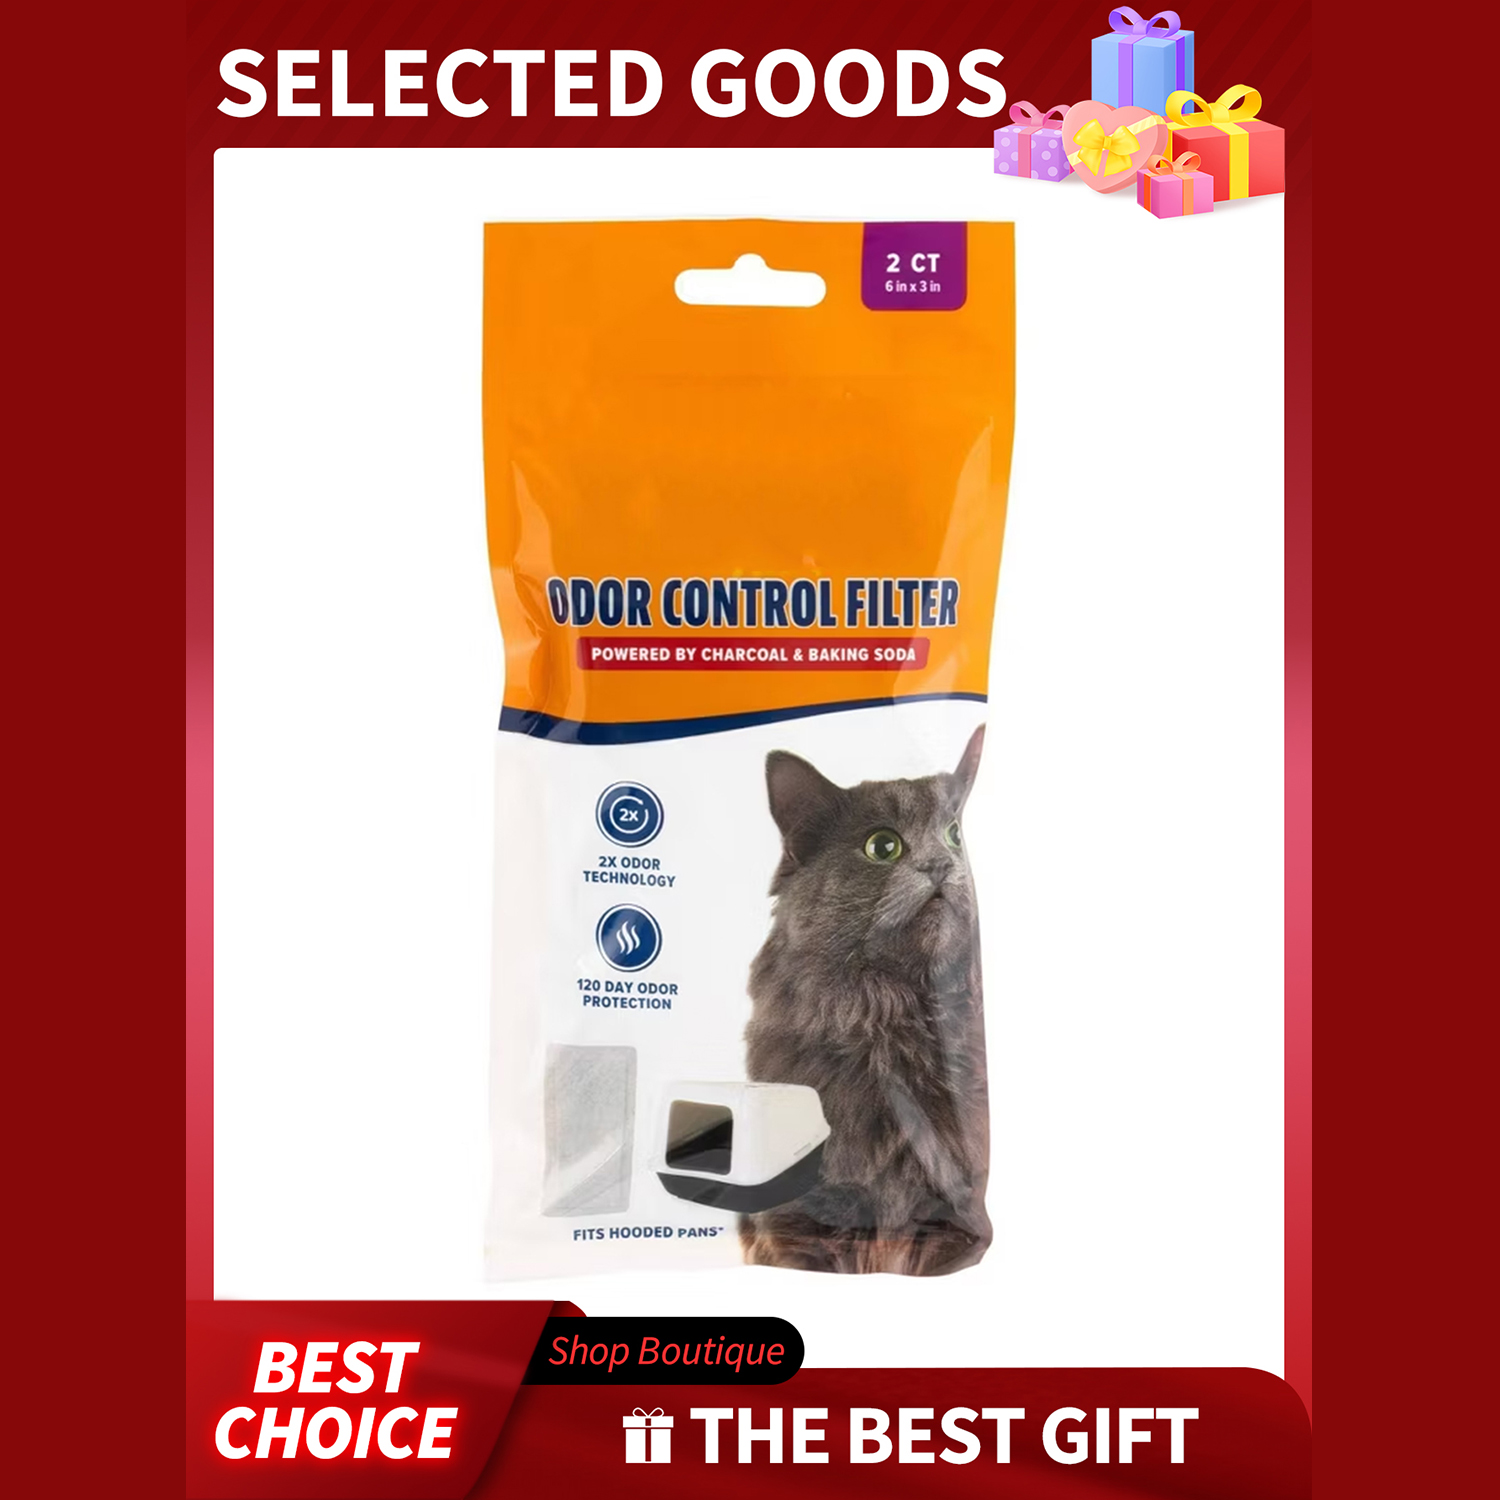 SELECTED GOODS
2 CT
6 in x 3 in
ODOR CONTROL FILTER
POWERED BY CHARCOAL & BAKING SODA
2x
2X ODOR
TECHNOLOGY
120 DAY ODOR
PROTECTION
FITS HOODED PANS*
Shop Boutique
BEST
CHOICE
THE BEST GIFT